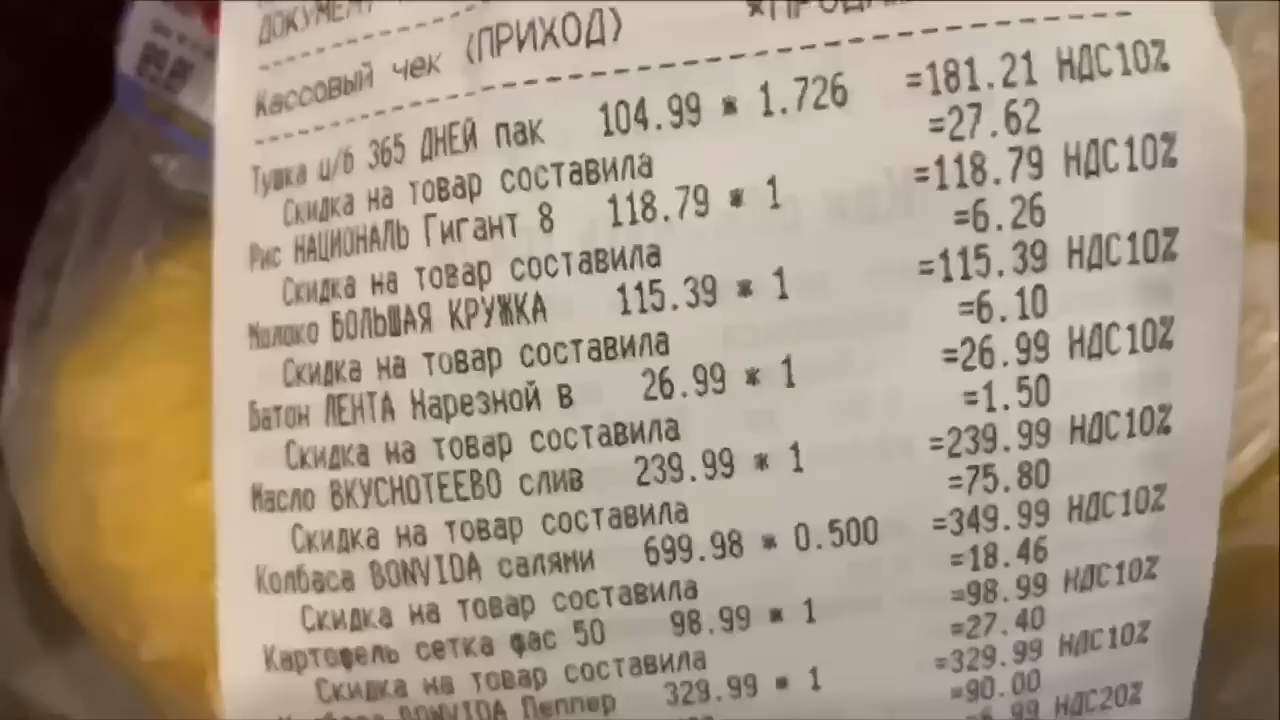 ДОКУМЕНТ
Кассовый чек (ПРИХОД)
Тушка ц/б 365 ДНЕЙ пак 104.99 * 1.726 =181.21 НДС10%
Скидка на товар составила =27.62
Рис НАЦИОНАЛЬ Гигант 8 118.79 * 1 =118.79 НДС10%
Скидка на товар составила =6.26
Молоко БОЛЬШАЯ КРУЖКА 115.39 * 1 =115.39 НДС10%
Скидка на товар составила =6.10
Батон ЛЕНТА Нарезной в 26.99 * 1 =26.99 НДС10%
Скидка на товар составила =1.50
Масло ВКУСНОТЕЕВО слив 239.99 * 1 =239.99 НДС10%
Скидка на товар составила =75.80
Колбаса BONVIDA салями 699.98 * 0.500 =349.99 НДС10%
Скидка на товар составила =18.46
Картофель сетка фас 50 98.99 * 1 =98.99 НДС10%
Скидка на товар составила =27.40
Колбаса BONVIDA Пеппер 329.99 * 1 =329.99 НДС10%
=90.00
НДС20%